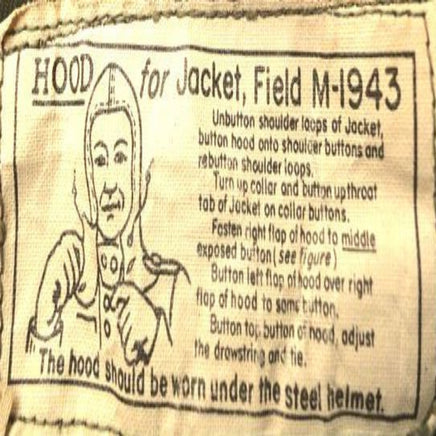 HOOD for Jacket, Field M-1943
Unbutton shoulder loops of Jacket,
button hood onto shoulder buttons and
rebutton shoulder loops.
Turn up collar and button up throat
tab of Jacket on collar buttons.
Fasten right flap of hood to middle
exposed button (see figure)
Button left flap of hood over right
flap of hood to same button.
Button top button of hood, adjust
the drawstring and tie.
The hood should be worn under the steel helmet.